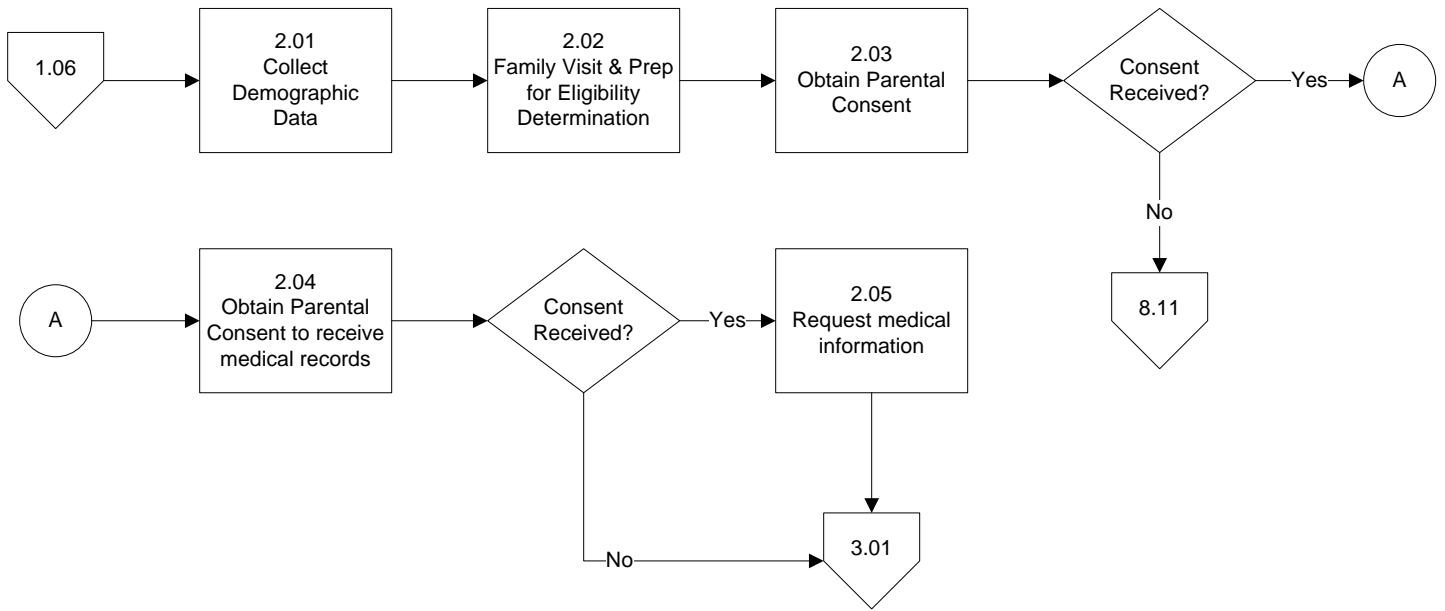 1.06
2.01
Collect
Demographic
Data
2.02
Family Visit & Prep
for Eligibility
Determination
2.03
Obtain Parental
Consent
Consent
Received?
Yes
A
No
8.11
A
2.04
Obtain Parental
Consent to receive
medical records
Consent
Received?
Yes
2.05
Request medical
information
No
3.01